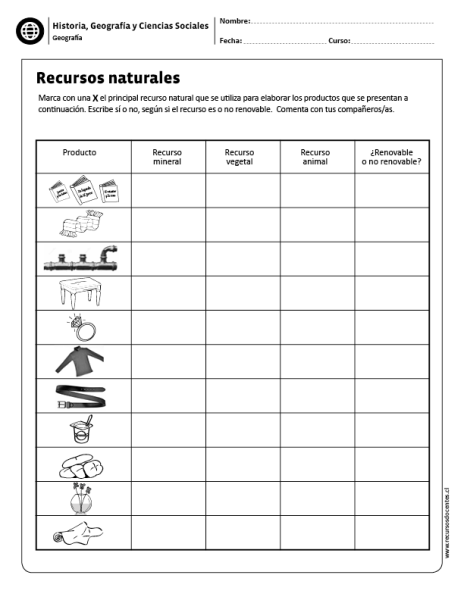 Historia, Geografía y Ciencias Sociales
Geografía
Nombre:
Fecha: Curso:
Recursos naturales
Marca con una X el principal recurso natural que se utiliza para elaborar los productos que se presentan a
continuación. Escribe sí o no, según si el recurso es o no renovable. Comenta con tus compañeros/as.
Producto
Recurso
mineral
Recurso
vegetal
Recurso
animal
¿Renovable
o no renovable?
www.recursosdocentes.cl